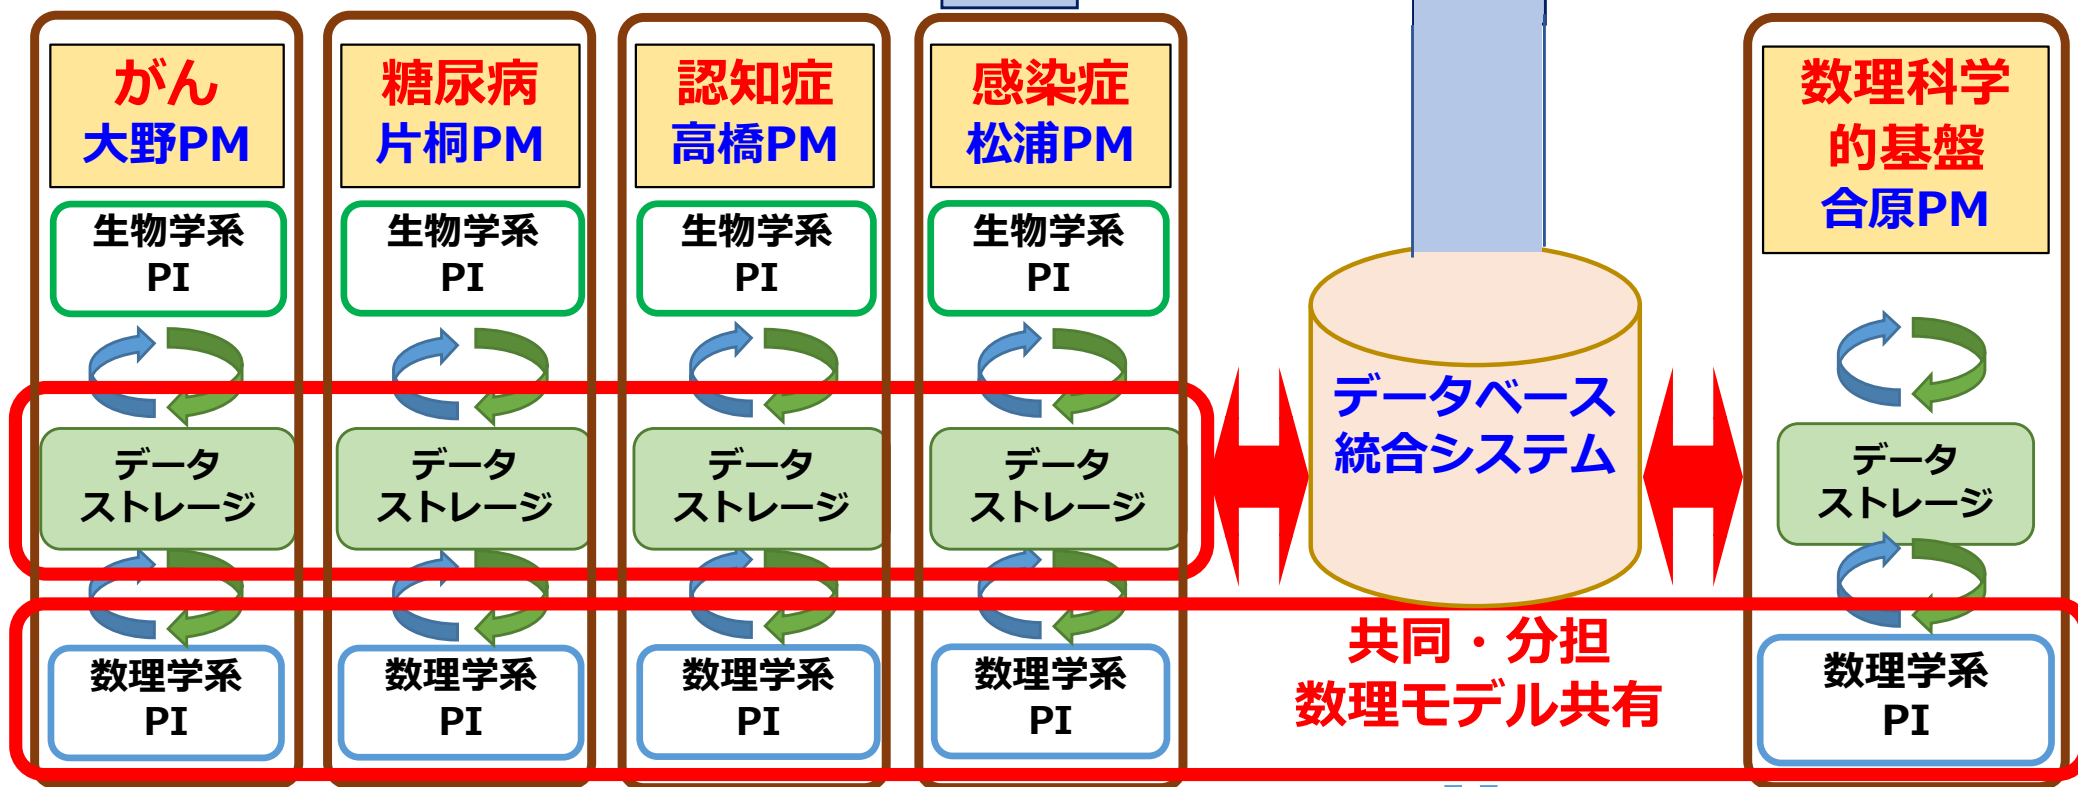 がん
大野PM
生物学系
PI
データ
ストレージ
数理学系
PI
糖尿病
片桐PM
生物学系
PI
データ
ストレージ
数理学系
PI
認知症
高橋PM
生物学系
PI
データ
ストレージ
数理学系
PI
感染症
松浦PM
生物学系
PI
データ
ストレージ
数理学系
PI
データベース
統合システム
共同・分担
数理モデル共有
数理科学
的基盤
合原PM
データ
ストレージ
数理学系
PI